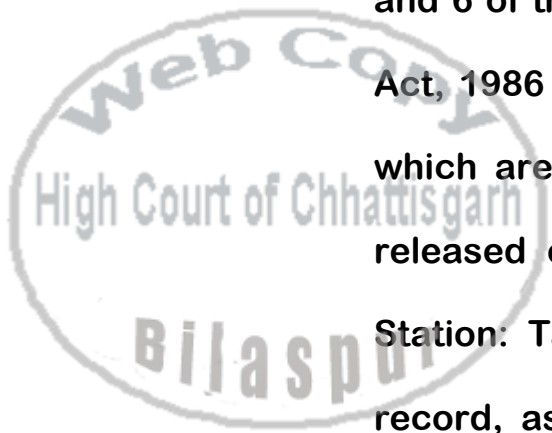 and 6 of th
Web Copy
Act, 1986
High Court of Chhattisgarh
which are
released
Bilaspur
Station: T
record, as